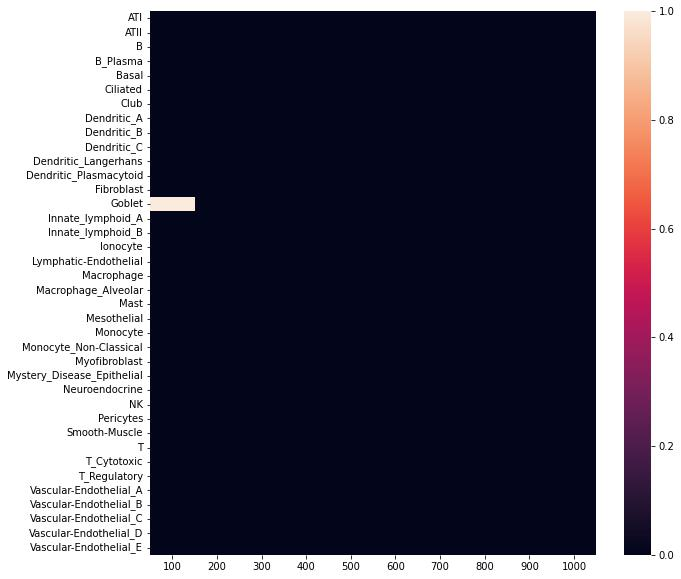 ATI
ATII
B
B_Plasma
Basal
Ciliated
Club
Dendritic_A
Dendritic_B
Dendritic_C
Dendritic_Langerhans
Dendritic_Plasmacytoid
Fibroblast
Goblet
Innate_lymphoid_A
Innate_lymphoid_B
Ionocyte
Lymphatic-Endothelial
Macrophage
Macrophage_Alveolar
Mast
Mesothelial
Monocyte
Monocyte_Non-Classical
Myofibroblast
Mystery_Disease_Epithelial
Neuroendocrine
NK
Pericytes
Smooth-Muscle
T
T_Cytotoxic
T_Regulatory
Vascular-Endothelial_A
Vascular-Endothelial_B
Vascular-Endothelial_C
Vascular-Endothelial_D
Vascular-Endothelial_E
100 200 300 400 500 600 700 800 900 1000
1.0
0.8
0.6
0.4
0.2
0.0